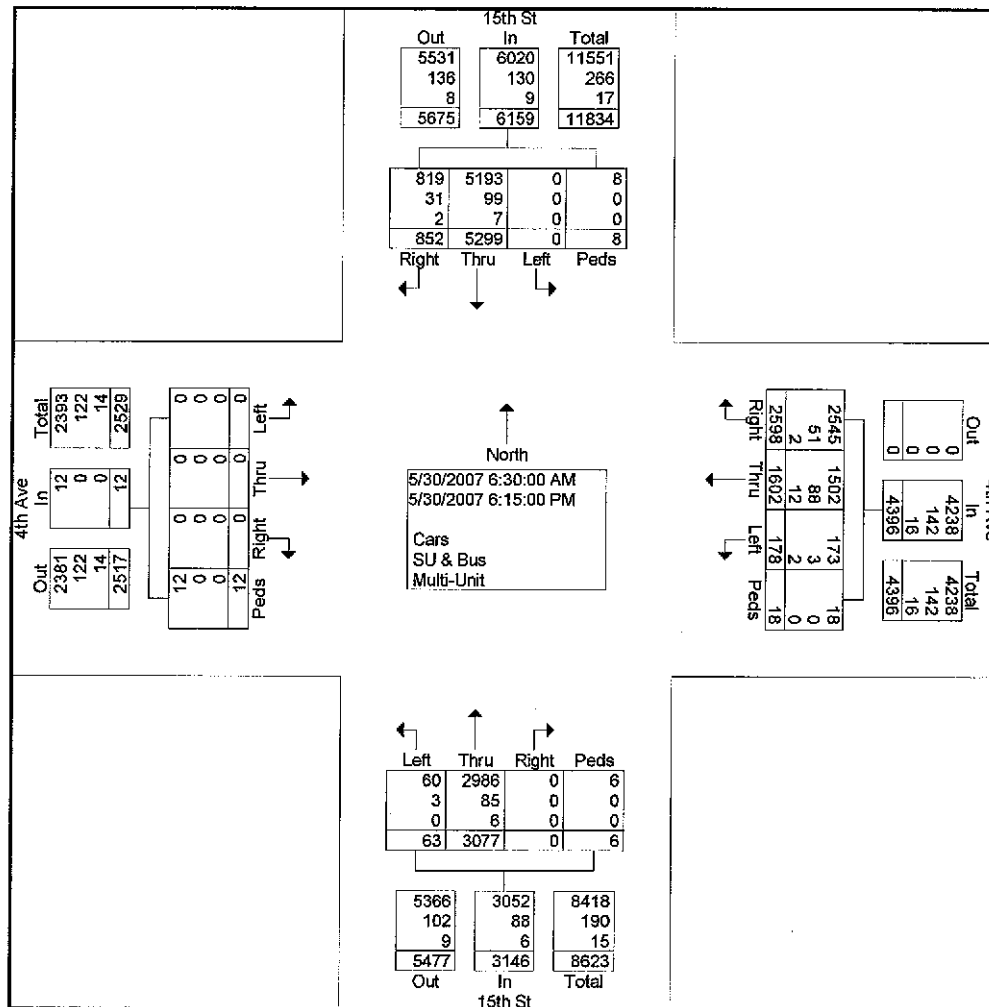 15th St
Out In Total
5531 6020 11551
136 130 266
8 9 17
5675 6159 11834
819 5193 0 8
31 99 0 0
2 7 0 0
852 5299 0 8
Right Thru Left Peds
4th Ave
Total In Out
2393 122 14 2529
12 0 0 12
2381 122 14 2517
Left Thru Right Peds
0 0 0 0
0 0 0 0
0 0 0 0
12 0 0 12
North
5/30/2007 6:30:00 AM
5/30/2007 6:15:00 PM
Cars
SU & Bus
Multi-Unit
Right Thru Left Peds
2545 1502 173 18
51 88 3 0
2 12 2 0
2598 1602 178 18
Out In Total
0 4238 4238
0 142 142
0 16 16
0 4396 4396
Left Thru Right Peds
60 2986 0 6
3 85 0 0
0 6 0 0
63 3077 0 6
5366 3052 8418
102 88 190
9 6 15
5477 3146 8623
Out In Total
15th St